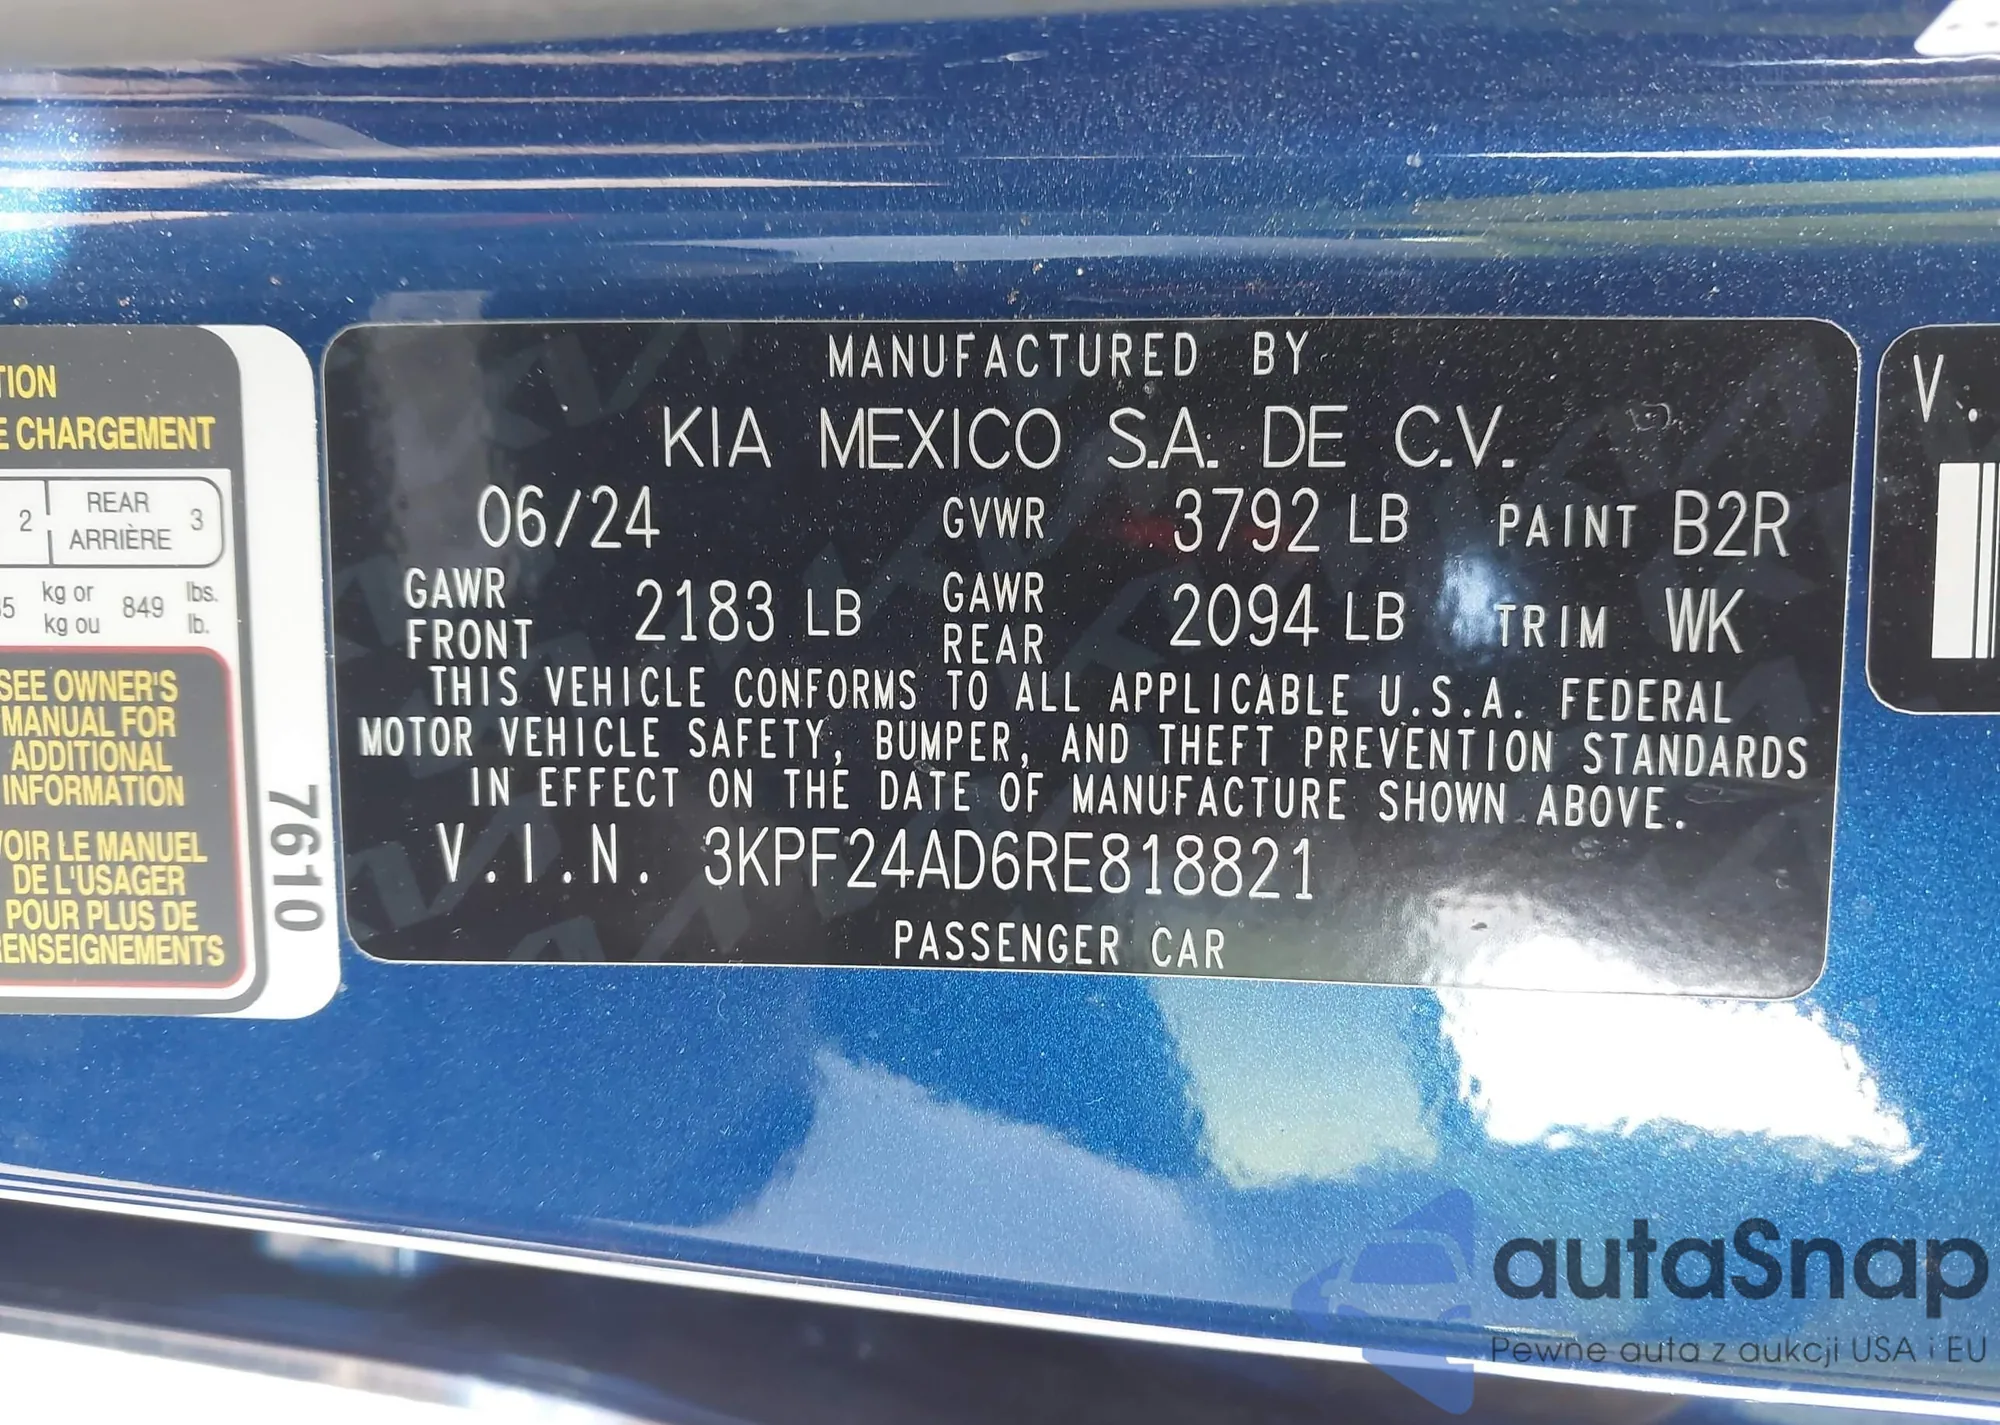 TION
E CHARGEMENT
2 REAR 3
ARRIÈRE
35 kg or 849 lbs.
kg ou lb.
SEE OWNER'S
MANUAL FOR
ADDITIONAL
INFORMATION
VOIR LE MANUEL
DE L'USAGER
POUR PLUS DE
RENSEIGNEMENTS
7610
MANUFACTURED BY
KIA MEXICO S.A. DE C.V.
06/24 GVWR 3792 LB PAINT B2R
GAWR FRONT 2183 LB GAWR REAR 2094 LB TRIM WK
THIS VEHICLE CONFORMS TO ALL APPLICABLE U.S.A. FEDERAL
MOTOR VEHICLE SAFETY, BUMPER, AND THEFT PREVENTION STANDARDS
IN EFFECT ON THE DATE OF MANUFACTURE SHOWN ABOVE.
V.I.N. 3KPF24AD6RE818821
PASSENGER CAR
V.
autaSnap
Pewne auta z aukcji USA i EU